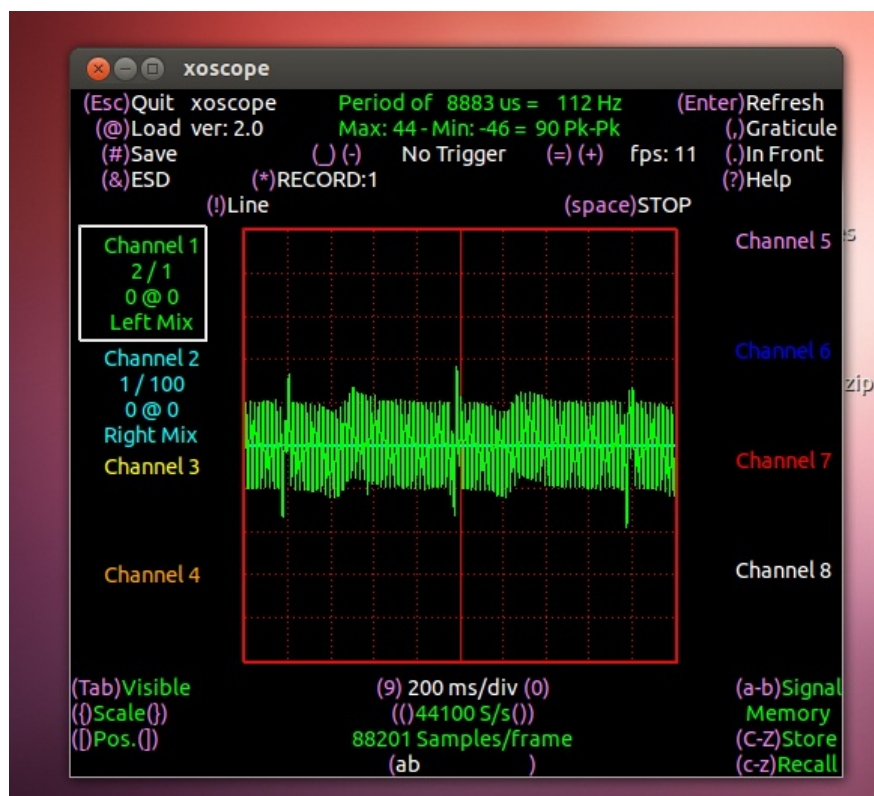 xoscope
(Esc)Quit xoscope Period of 8883 us = 112 Hz (Enter)Refresh
(@)Load ver: 2.0 Max: 44 - Min: -46 = 90 Pk-Pk (,)Graticule
(#)Save (_) (-) No Trigger (=) (+) fps: 11 (.)In Front
(&)ESD (*)RECORD:1 (?)Help
(!)Line (space)STOP
Channel 1
2 / 1
0 @ 0
Left Mix
Channel 2
1 / 100
0 @ 0
Right Mix
Channel 3
Channel 4
Channel 5
Channel 6
Channel 7
Channel 8
zip
(Tab)Visible (9) 200 ms/div (0) (a-b)Signal
({)Scale(}) (()44100 S/s()) Memory
([)Pos.(]) 88201 Samples/frame (C-Z)Store
(ab ) (c-z)Recall